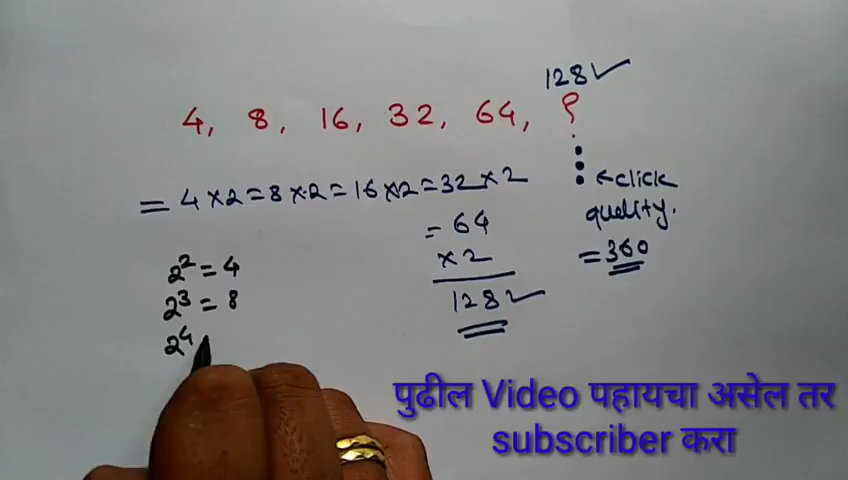 128 ✓
4, 8, 16, 32, 64, ?
= 4 × 2 = 8 × 2 = 16 × 2 = 32 × 2
= 64
× 2
128 ✓
← click
quality.
= 360
2² = 4
2³ = 8
2⁴
पुढील Video पहायचा असेल तर
subscriber करा